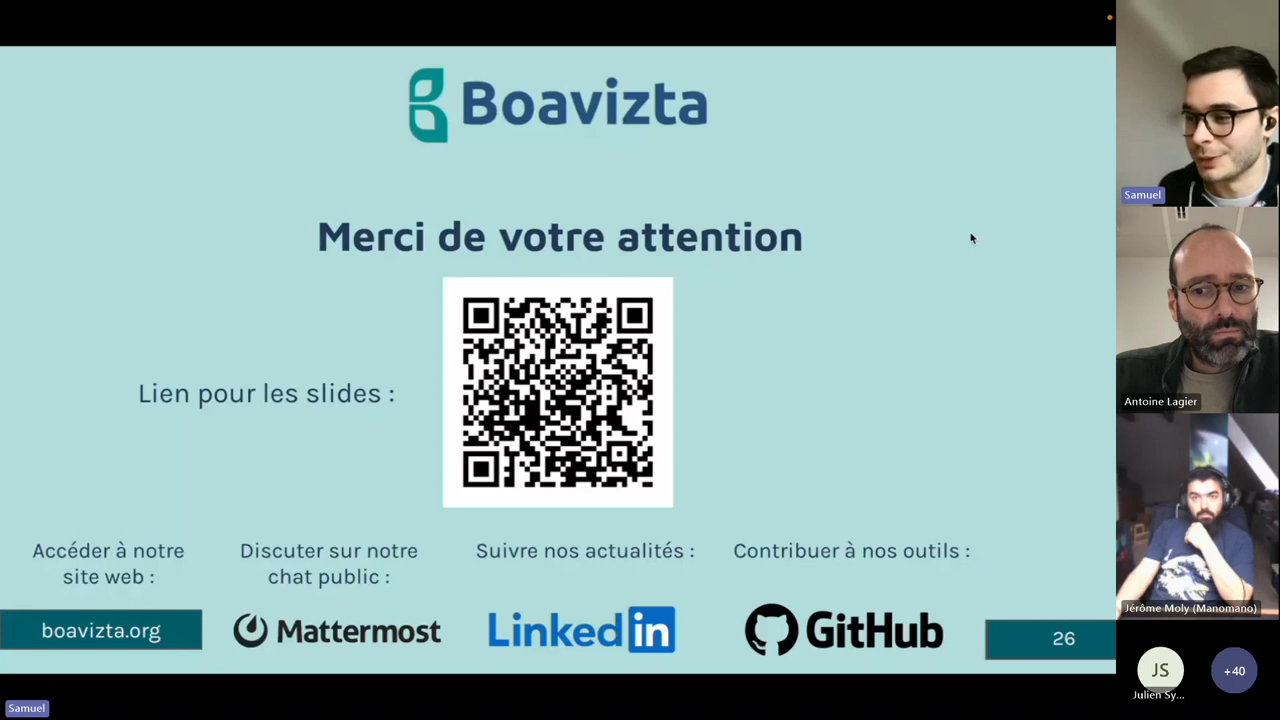 Boavizta
Merci de votre attention
Lien pour les slides :
Accéder à notre
site web :
boavizta.org
Discuter sur notre
chat public :
Mattermost
Suivre nos actualités :
Linked in
Contribuer à nos outils :
GitHub
26
Samuel
Antoine Lagier
Jérôme Moly (Manomano)
JS
Julien Sy...
+40
Samuel